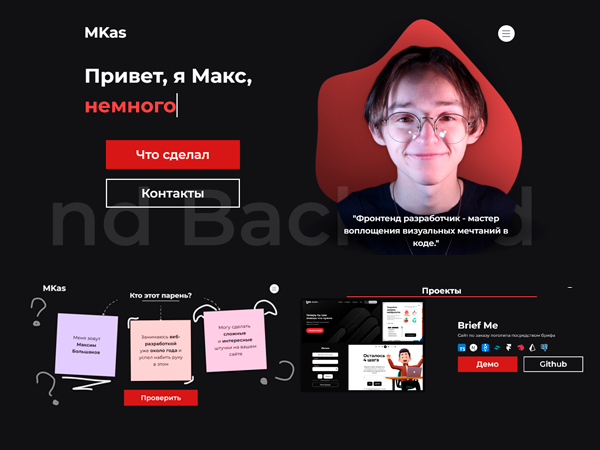 MKas
Привет, я Макс,
немного
Что сделал
Контакты
nd Back d
"Фронтенд разработчик - мастер
воплощения визуальных мечтаний в
коде."
MKas
Кто этот парень?
Меня зовут
Максим
Большаков
Занимаюсь веб-
разработкой
уже около года и
успел набить руку
в этом
Могу сделать
сложные
и интересные
штучки на вашем
сайте
Проверить
Проекты
Brief Me
Сайт по заказу логотипа посредством брифа
Осталось
4 шага
Демо
Github